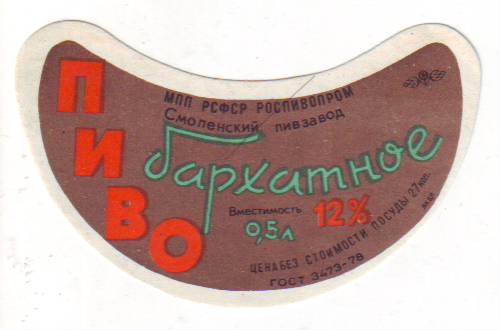 ПИВО
МПП РСФСР РОСПИВОПРОМ
Смоленский пивзавод
бархатное
Вместимость
0,5л
12%
ЦЕНА БЕЗ СТОИМОСТИ ПОСУДЫ 27 коп.
ГОСТ 3473-78